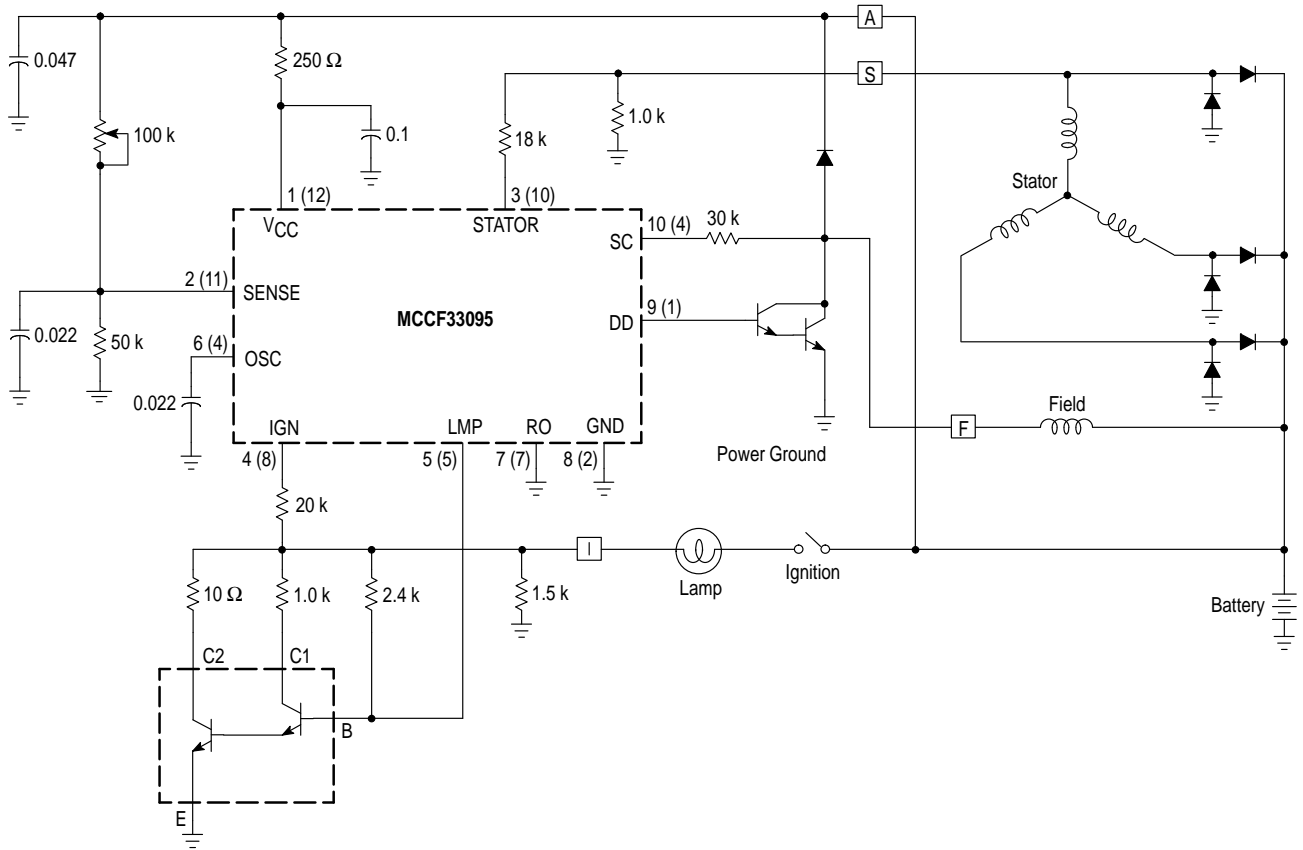 A
0.047
250 Ω
S
100 k
0.1
18 k
1.0 k
Stator
1 (12)
3 (10)
VCC
STATOR
10 (4)
30 k
SC
2 (11)
SENSE
MCCF33095
9 (1)
DD
0.022
50 k
6 (4)
OSC
0.022
IGN
LMP
RO
GND
Field
F
4 (8)
5 (5)
7 (7)
8 (2)
Power Ground
20 k
I
Lamp
Ignition
10 Ω
1.0 k
2.4 k
1.5 k
Battery
C2
C1
B
E